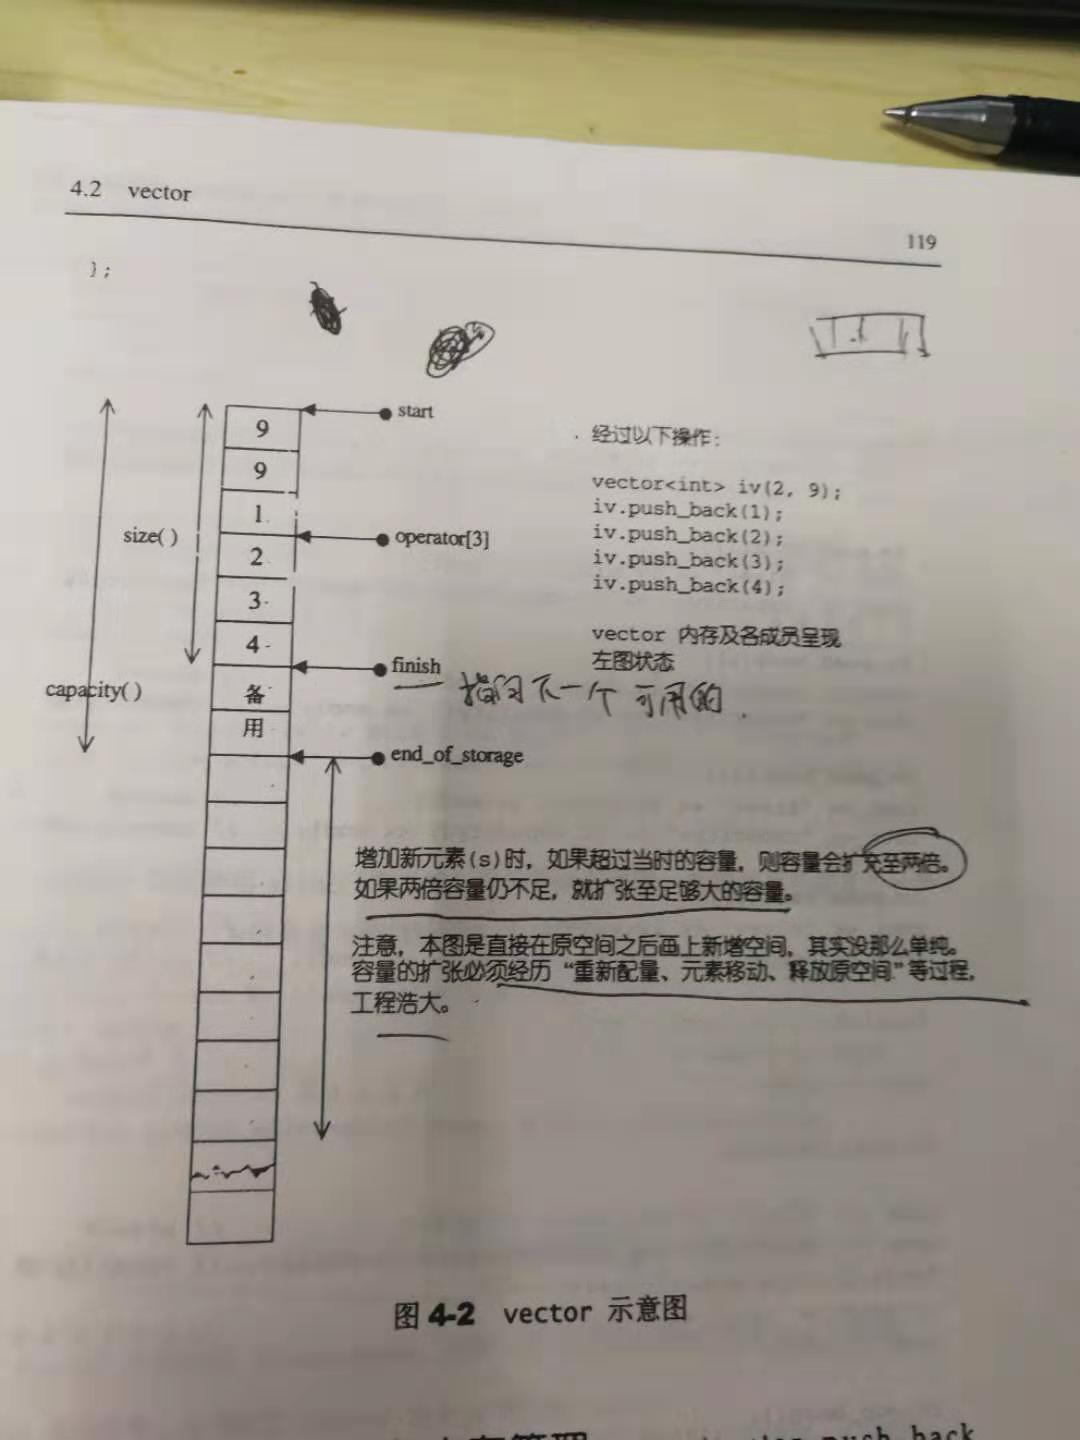 4.2 vector
119
};
start
9
9
1
operator[3]
size( )
2
3
4
finish
指向下一个可用的.
capacity( )
备
用
end_of_storage
经过以下操作：
vector<int> iv(2, 9);
iv.push_back(1);
iv.push_back(2);
iv.push_back(3);
iv.push_back(4);
vector 内存及各成员呈现
左图状态
增加新元素(s)时，如果超过当时的容量，则容量会扩充至两倍。
如果两倍容量仍不足，就扩张至足够大的容量。
注意，本图是直接在原空间之后画上新增空间，其实没那么单纯。
容量的扩张必须经历“重新配量、元素移动、释放原空间”等过程，
工程浩大。
图 4-2 vector 示意图
push_back